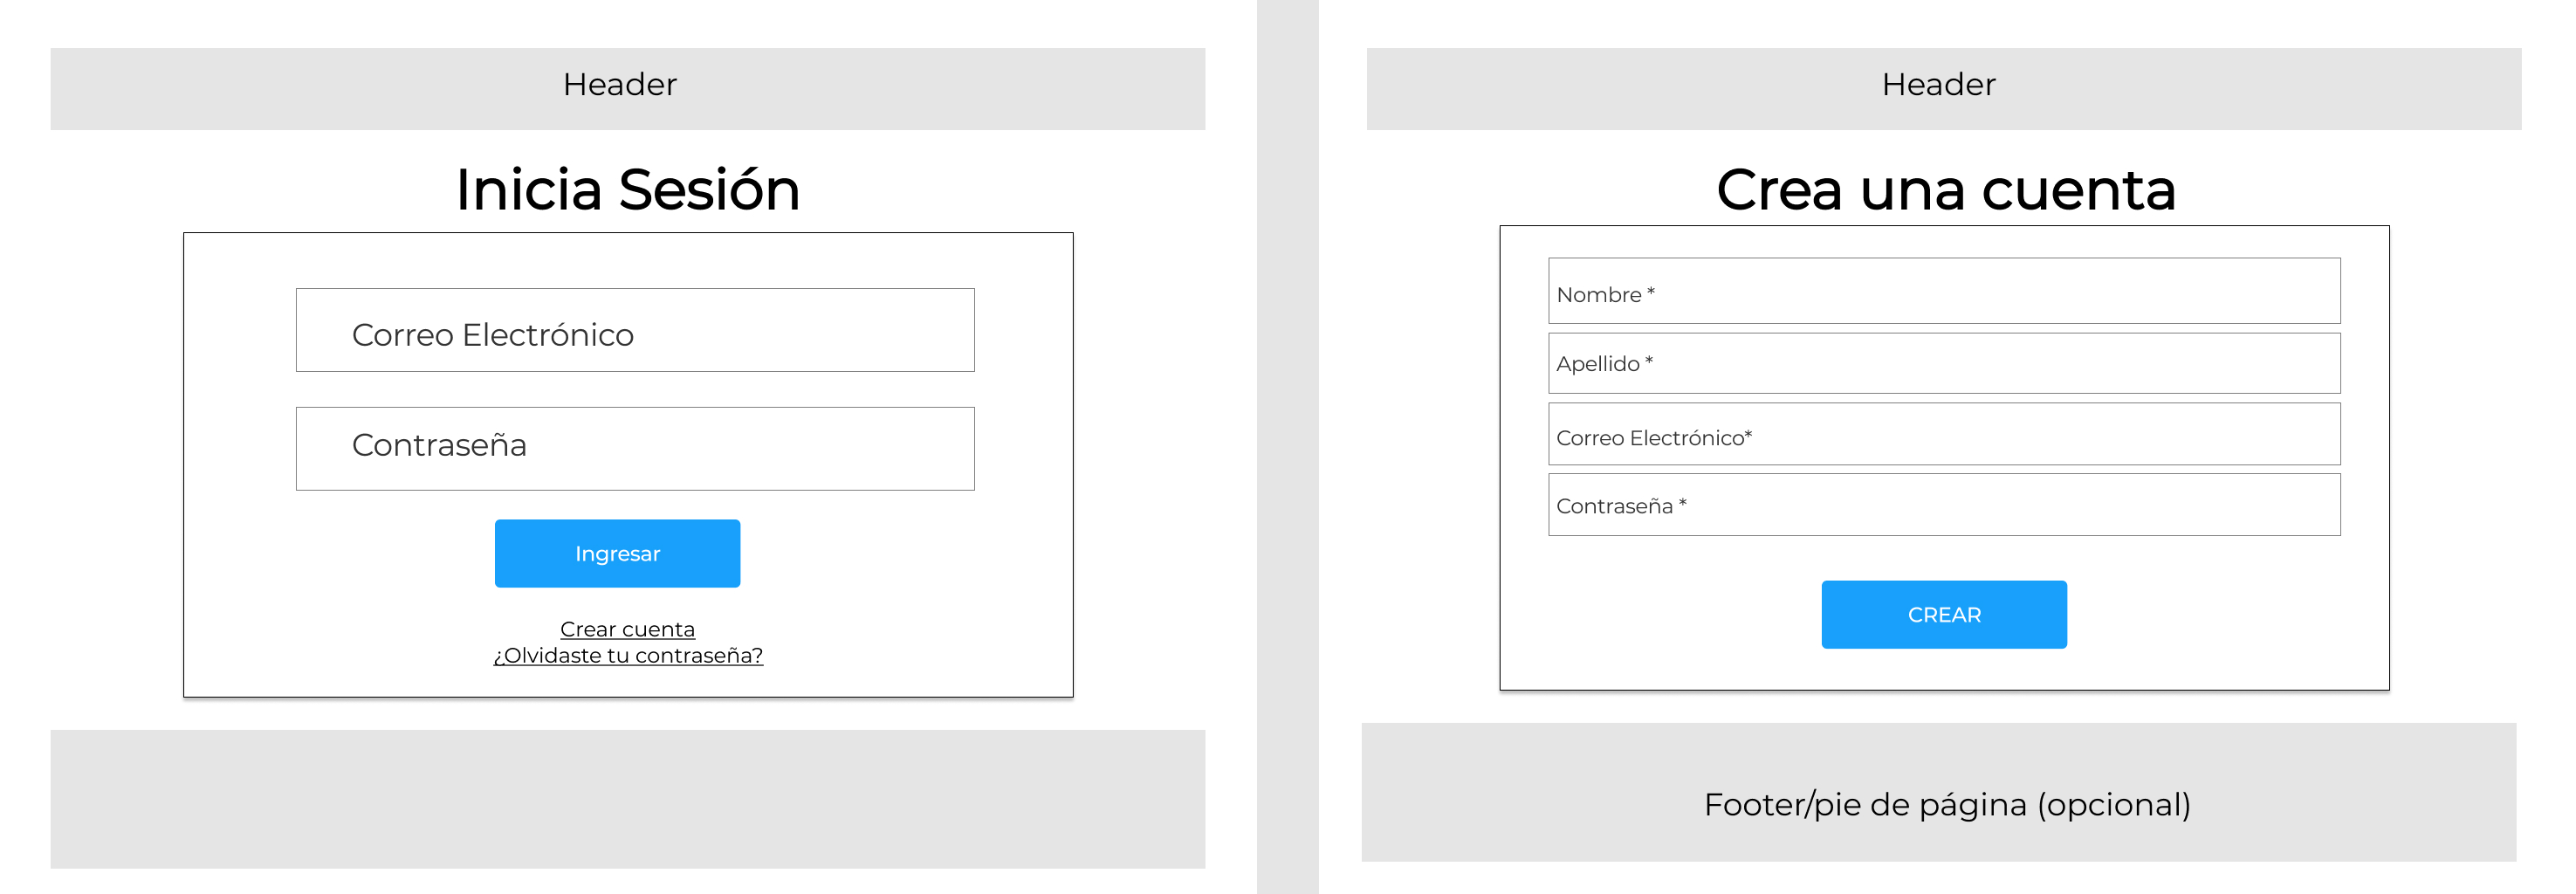 Header
Inicia Sesión
Correo Electrónico
Contraseña
Ingresar
Crear cuenta
¿Olvidaste tu contraseña?
Header
Crea una cuenta
Nombre *
Apellido *
Correo Electrónico*
Contraseña *
CREAR
Footer/pie de página (opcional)